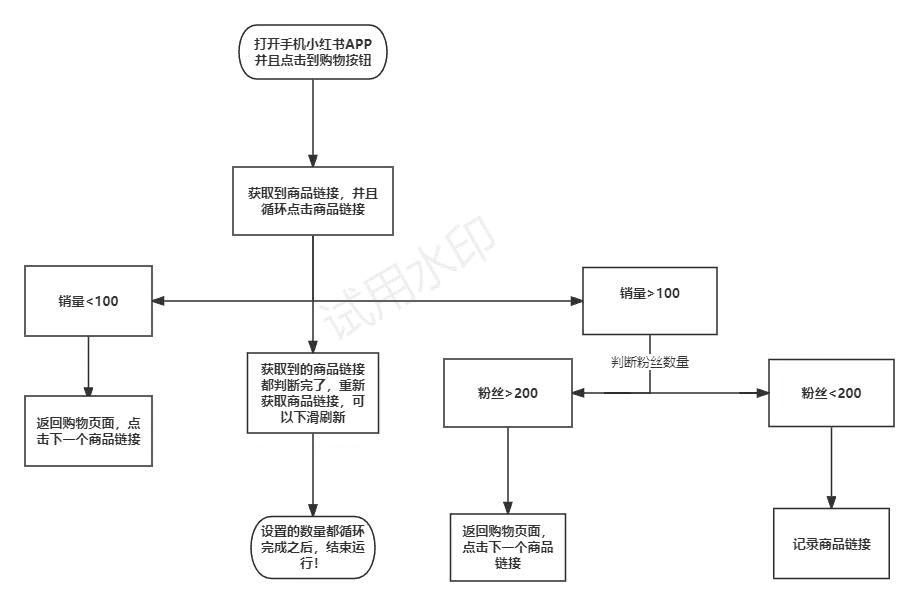 打开手机小红书APP
并且点击到购物按钮
获取到商品链接，并且
循环点击商品链接
试用水印
销量<100
销量>100
获取到的商品链接
都判断完了，重新
获取商品链接，可
以下滑刷新
判断粉丝数量
粉丝>200
粉丝<200
返回购物页面，点
击下一个商品链接
设置的数量都循环
完成之后，结束运
行！
返回购物页面，
点击下一个商品
链接
记录商品链接